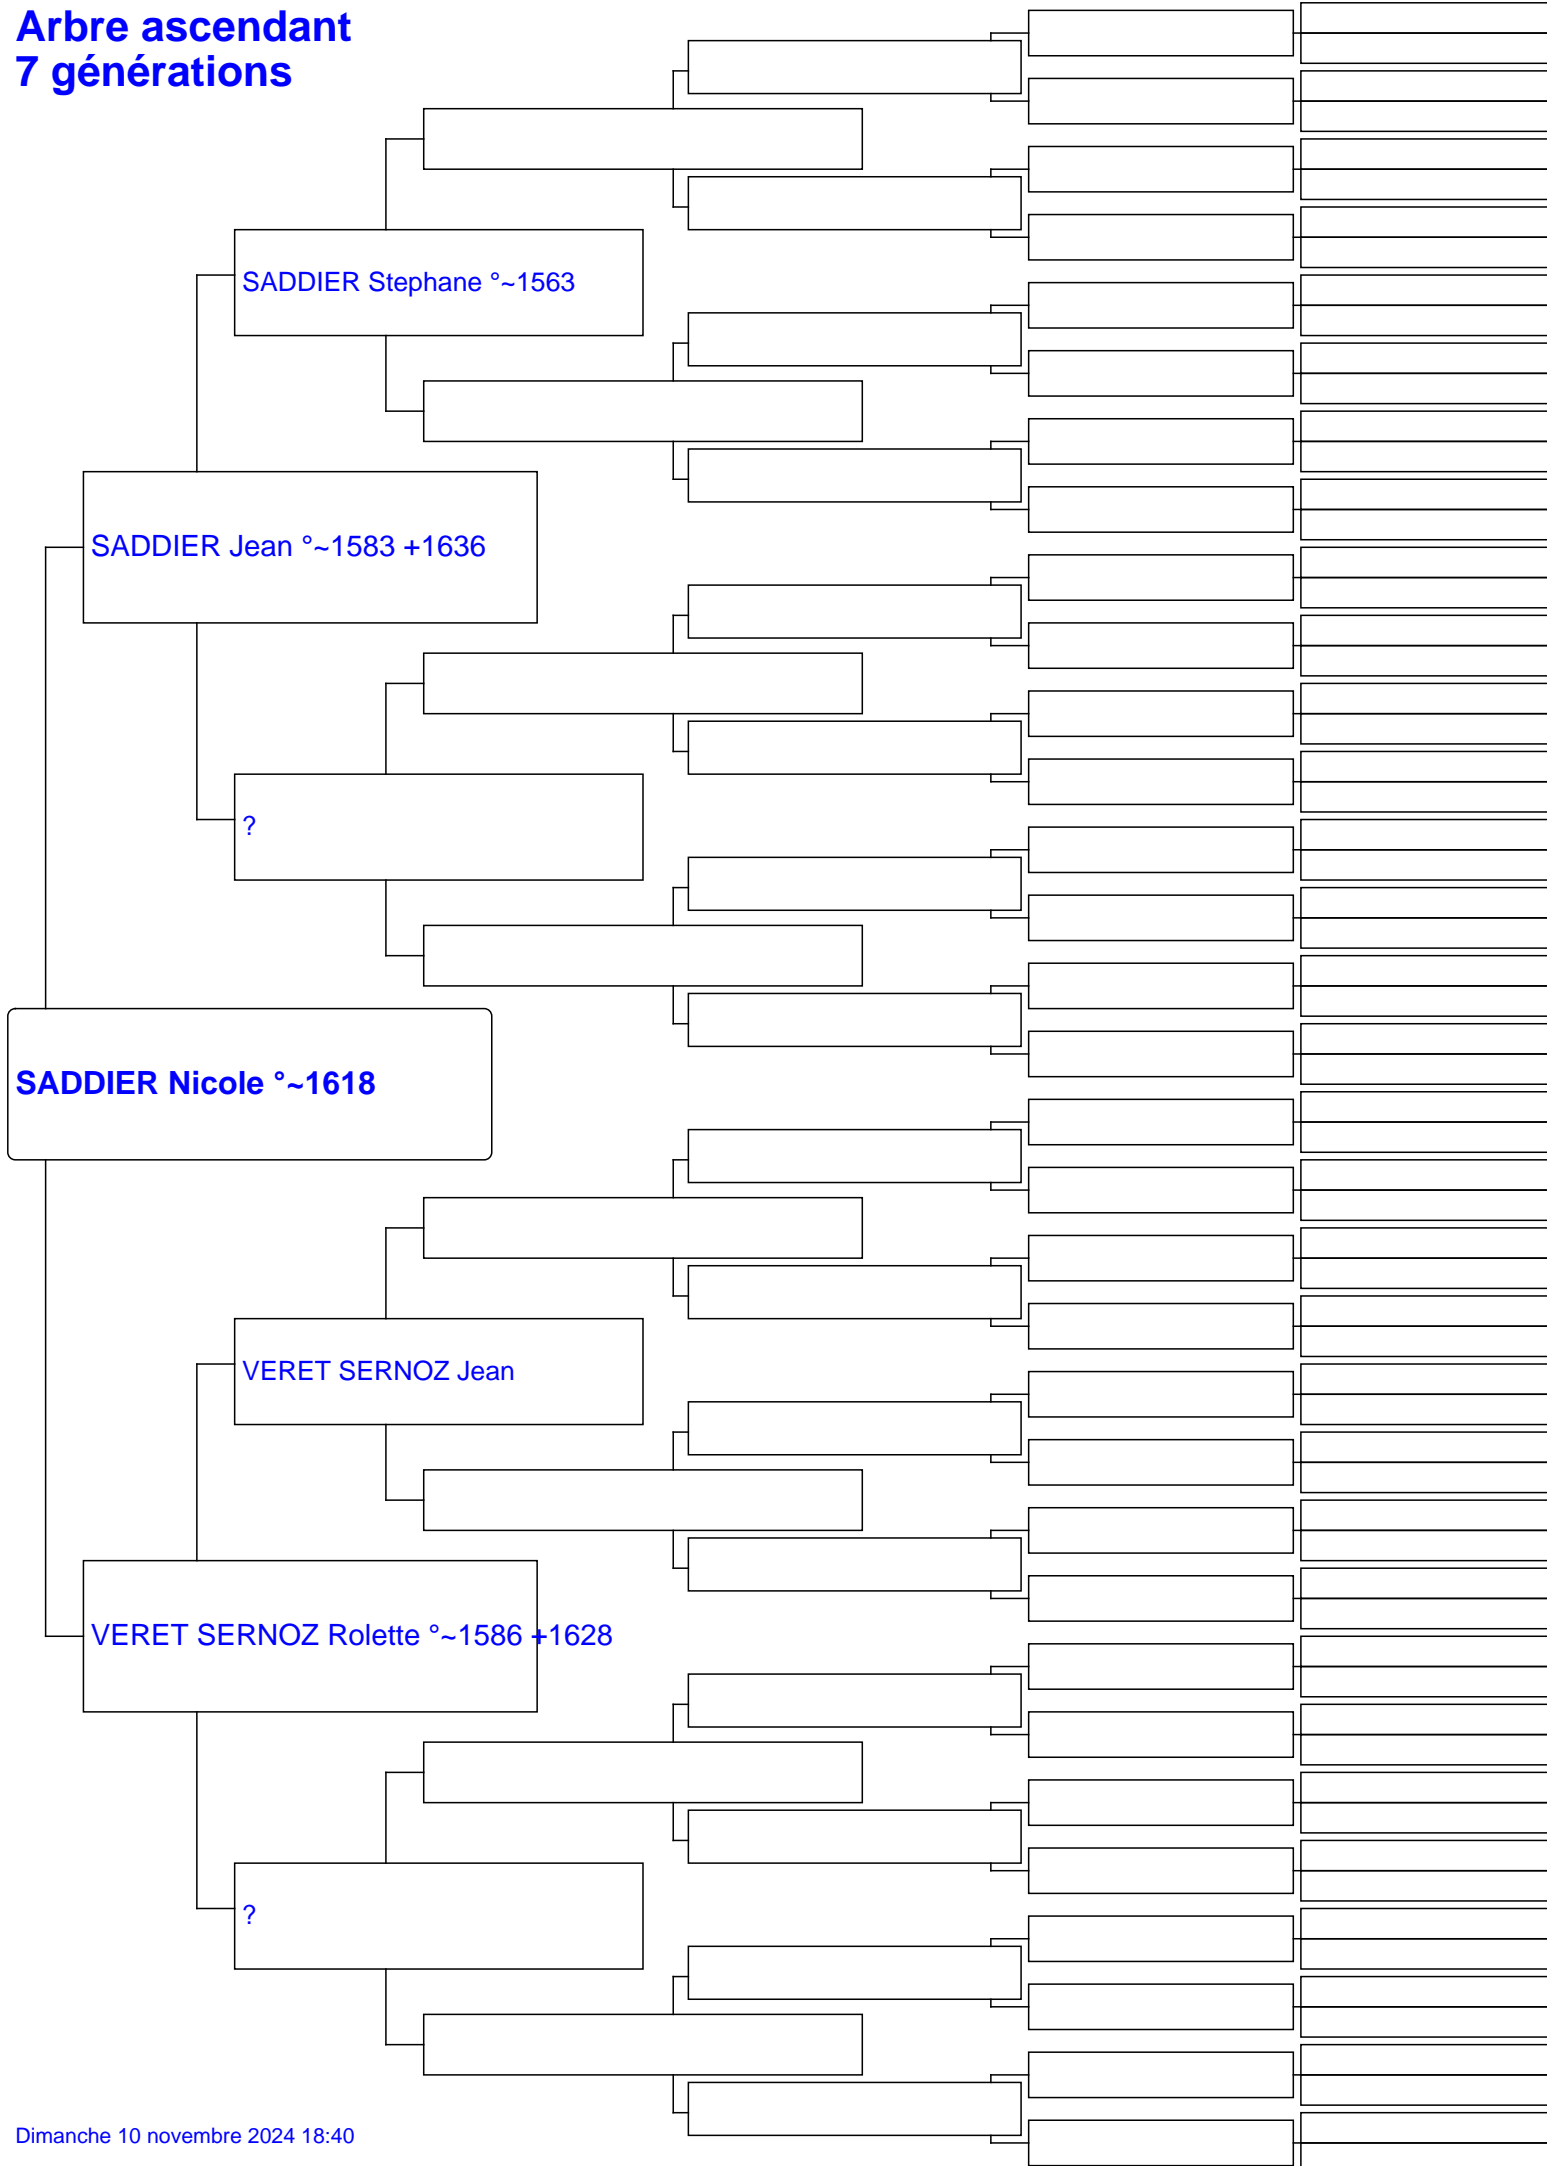 Arbre ascendant
7 générations
SADDIER Stephane °~1563
SADDIER Jean °~1583 +1636
?
SADDIER Nicole °~1618
VERET SERNOZ Jean
VERET SERNOZ Rolette °~1586 +1628
?
Dimanche 10 novembre 2024 18:40